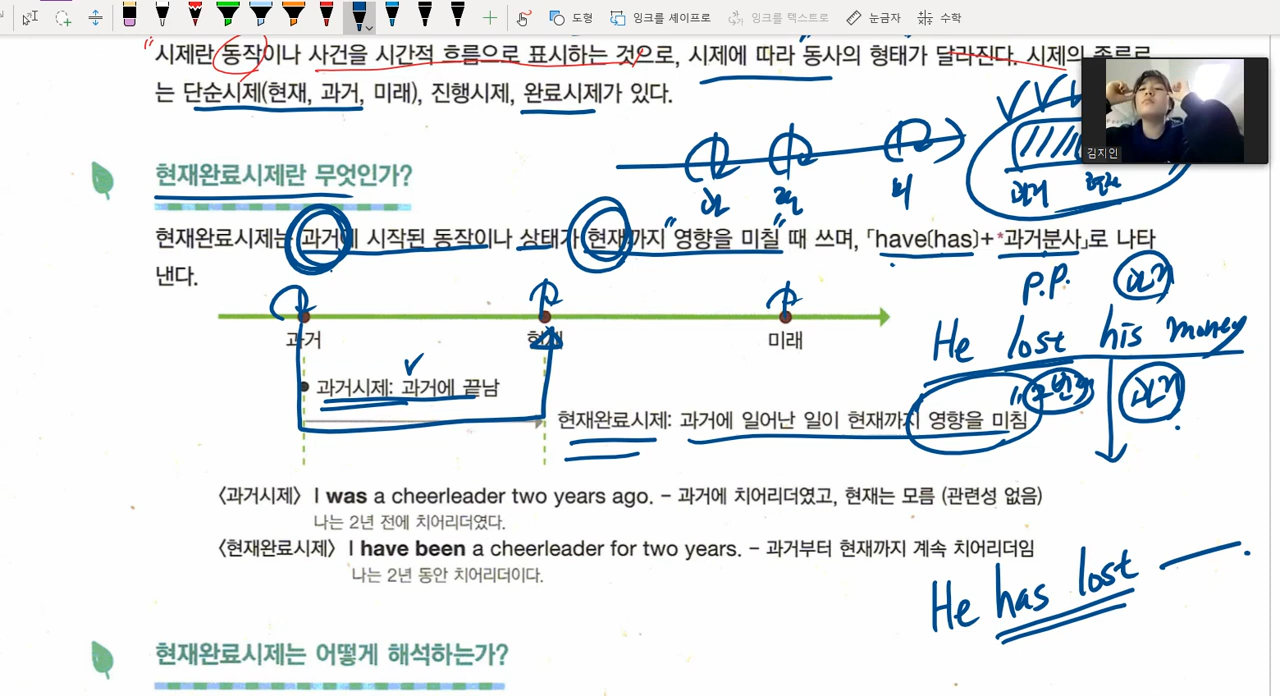 도형 잉크를 셰이프로 잉크를 텍스트로 눈금자 수학
"시제란 동작이나 사건을 시간적 흐름으로 표시하는 것으로, 시제에 따라 동사의 형태가 달라진다. 시제의 종류로
는 단순시제(현재, 과거, 미래), 진행시제, 완료시제가 있다.
김지인
과거
현재완료시제란 무엇인가?
현재완료시제는 과거에 시작된 동작이나 상태가 현재까지 "영향을 미칠" 때 쓰며, 「have(has)+*과거분사」로 나타
낸다.
P.P. 과거
과거 현재 미래
He lost his money
과거시제: 과거에 끝남
과거
현재완료시제: 과거에 일어난 일이 현재까지 영향을 미침
〈과거시제〉 I was a cheerleader two years ago. – 과거에 치어리더였고, 현재는 모름 (관련성 없음)
나는 2년 전에 치어리더였다.
〈현재완료시제〉 I have been a cheerleader for two years. – 과거부터 현재까지 계속 치어리더임
나는 2년 동안 치어리더이다.
He has lost
현재완료시제는 어떻게 해석하는가?